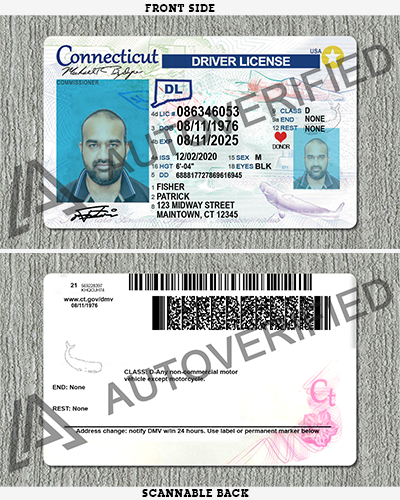 FRONT SIDE
Connecticut
USA
DRIVER LICENSE
COMMISSIONER
DL
4d LIC # 086346053
9 CLASS D
9a END NONE
3 DOB 08/11/1976
12 REST NONE
4b EXP 08/11/2025
DONOR
4a ISS 12/02/2020 15 SEX M
16 HGT 6'-04" 18 EYES BLK
5 DD 688817727869616945
1 FISHER
2 PATRICK
8 123 MIDWAY STREET
MAINTOWN, CT 12345
AUTOVERIFIED
21
www.ct.gov/dmv
08/11/1976
CLASS: D-Any non-commercial motor
vehicle except motorcycle.
END: None
Ct
REST: None
Address change: notify DMV w/in 24 hours. Use label or permanent marker below
AUTOVERIFIED
SCANNABLE BACK